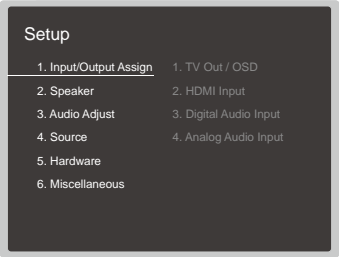 Setup
1. Input/Output Assign
2. Speaker
3. Audio Adjust
4. Source
5. Hardware
6. Miscellaneous
1. TV Out / OSD
2. HDMI Input
3. Digital Audio Input
4. Analog Audio Input